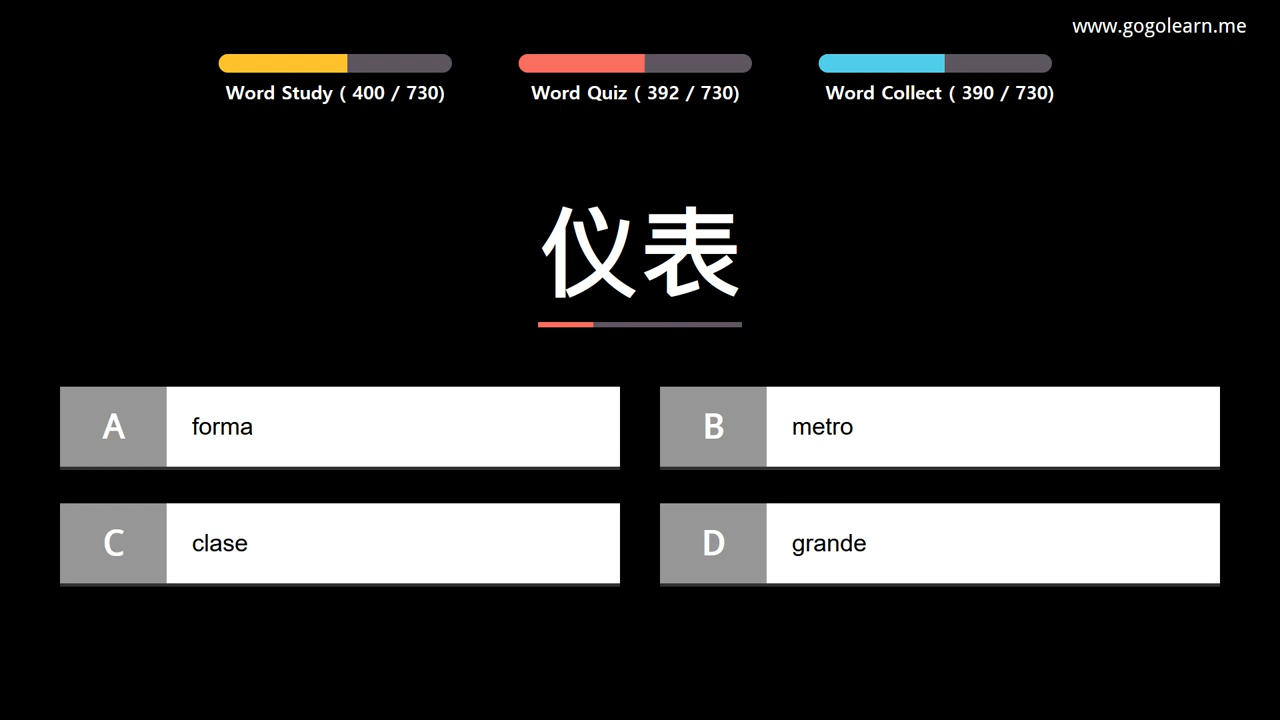 www.gogolearn.me
Word Study ( 400 / 730)
Word Quiz ( 392 / 730)
Word Collect ( 390 / 730)
仪表
A forma
B metro
C clase
D grande